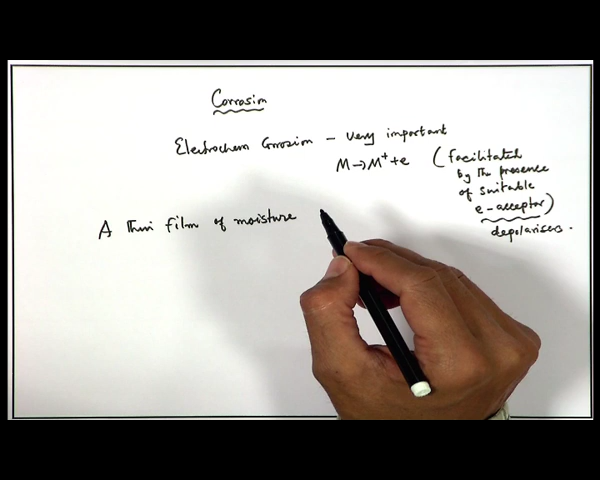 Corrosion
Electrochem Corrosion - very important
M→M⁺+e (facilitated
by the presence
of suitable
e-acceptor)
depolarisers.
A thin film of moisture